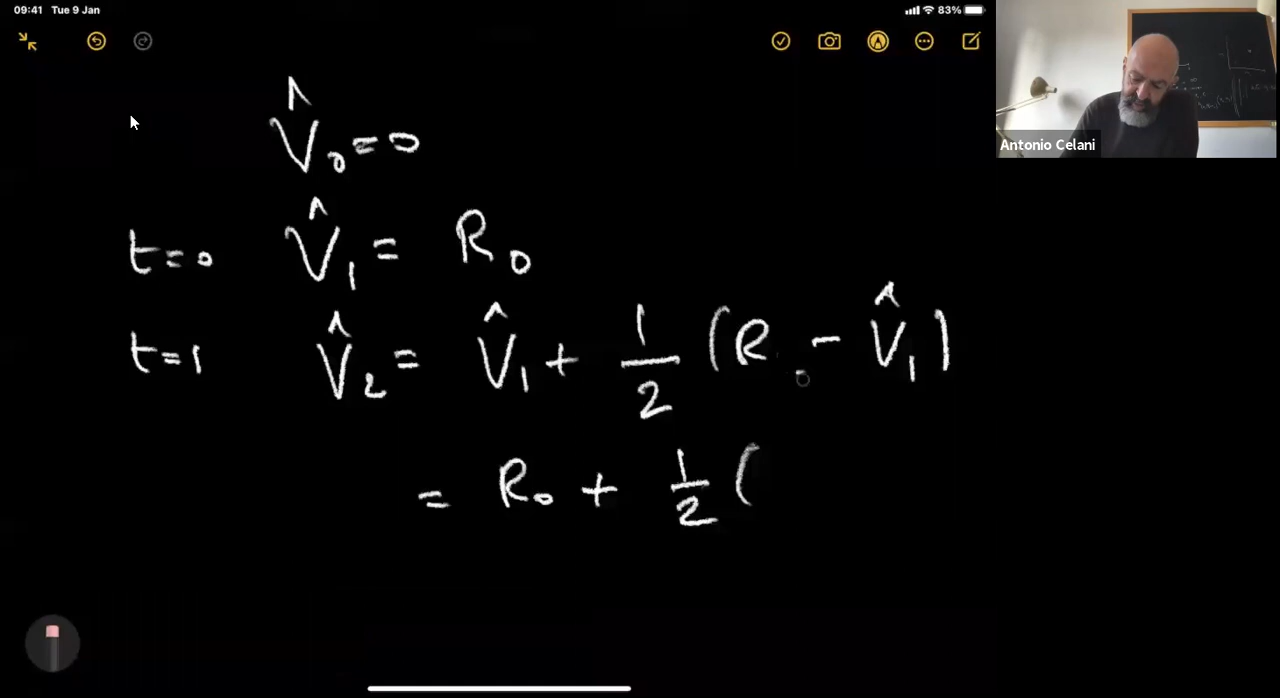 09:41 Tue 9 Jan 83%
V̂₀ = 0
t = 0 V̂₁ = R₀
t = 1 V̂₂ = V̂₁ + 1/2 (R₀ - V̂₁)
= R₀ + 1/2 (
Antonio Celani